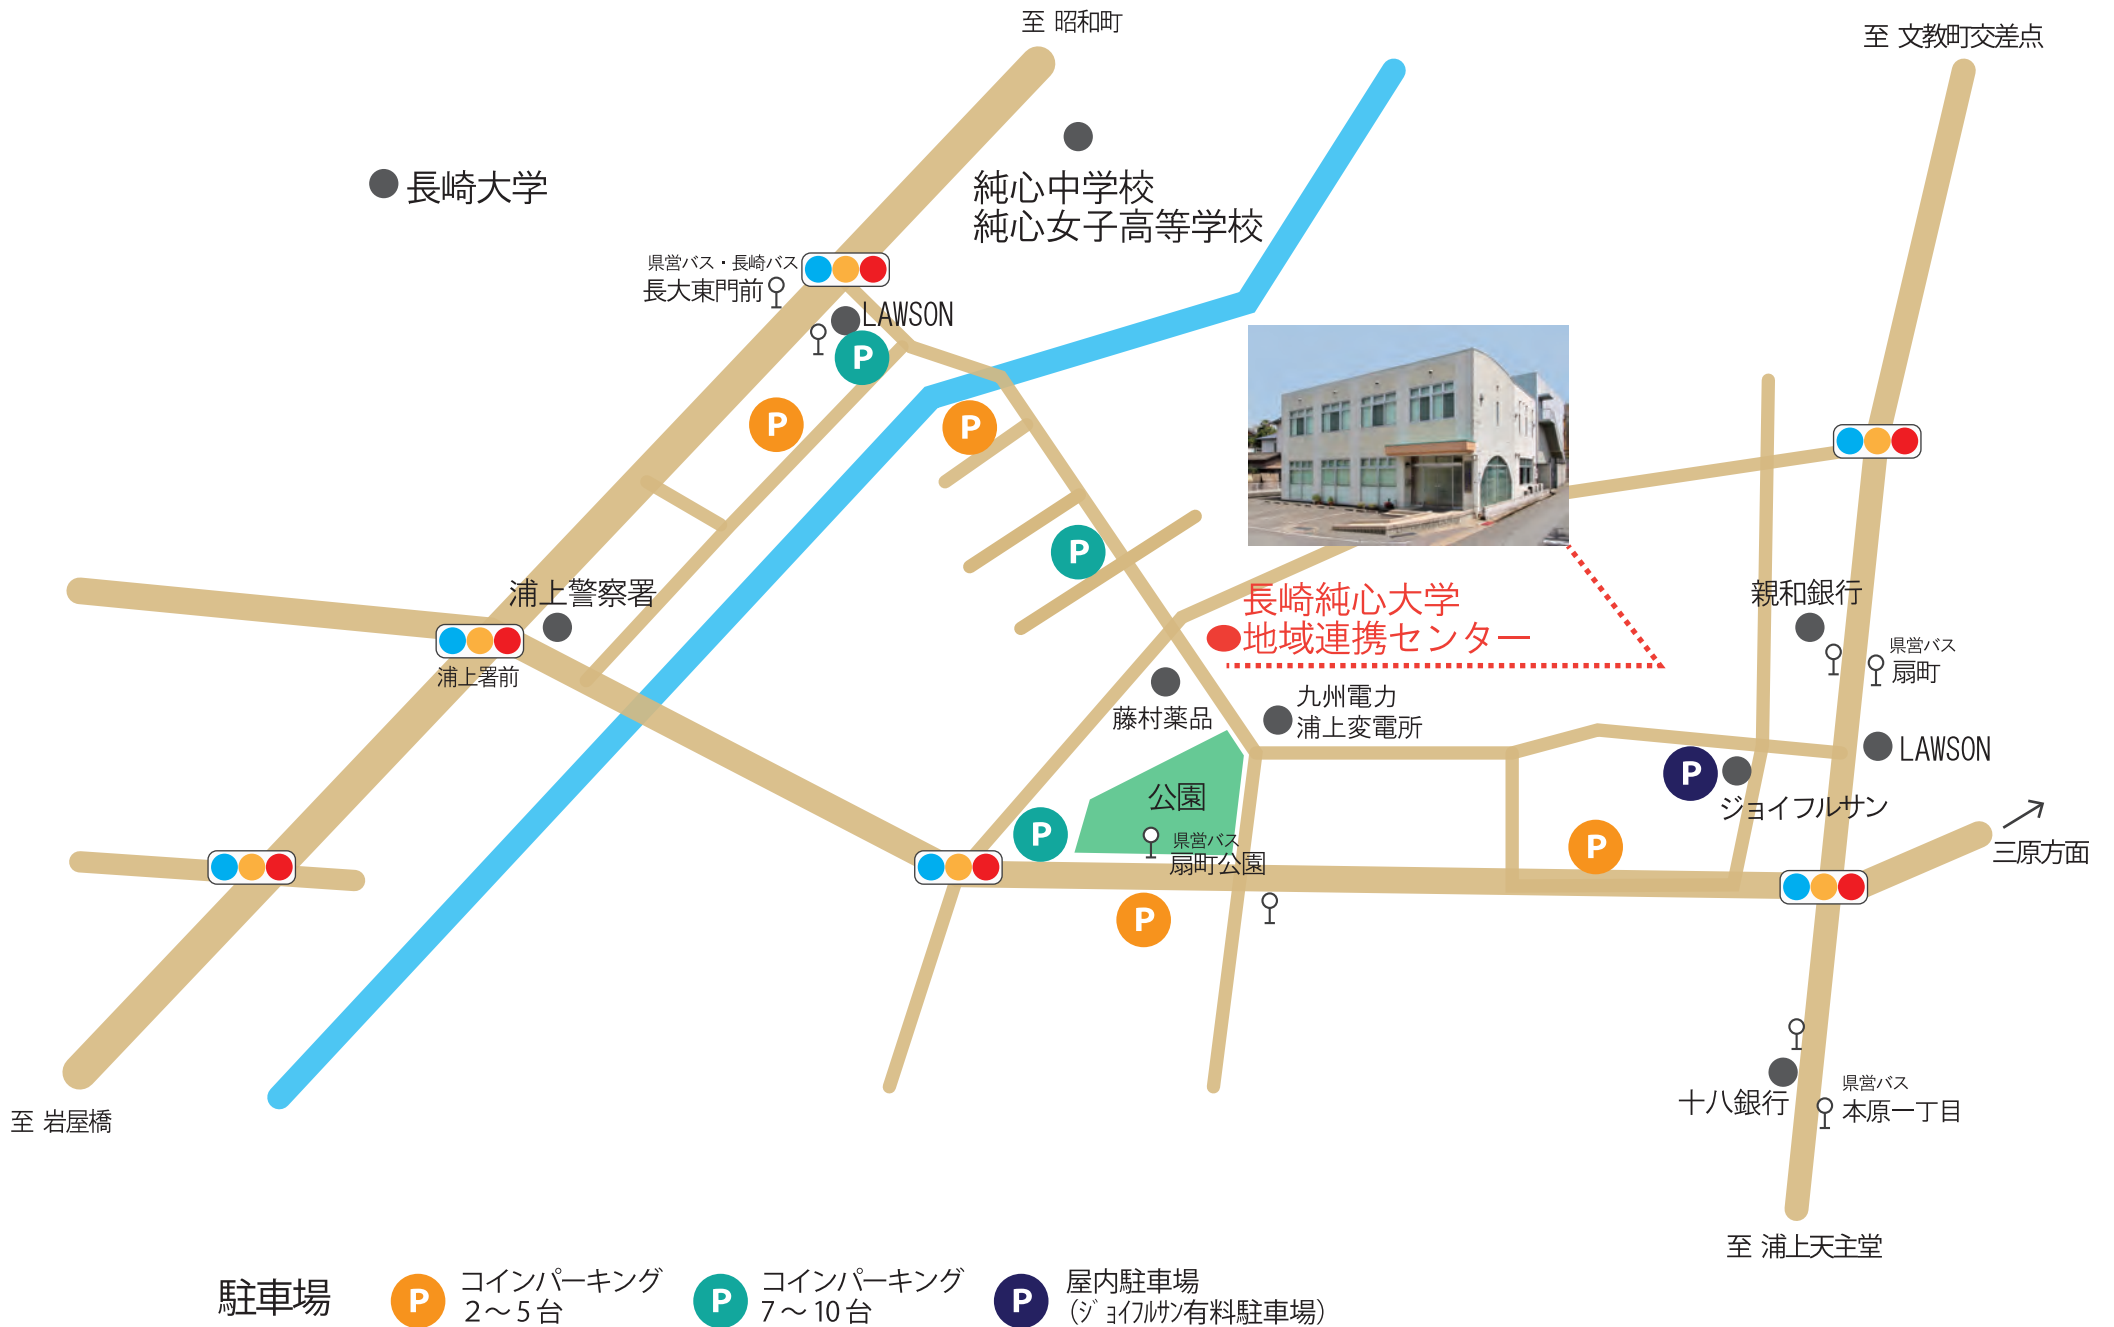 至 昭和町
至 文教町交差点
長崎大学
純心中学校
純心女子高等学校
県営バス・長崎バス
長大東門前
LAWSON
P
P
P
P
浦上警察署
浦上署前
長崎純心大学
地域連携センター
親和銀行
県営バス
扇町
藤村薬品
九州電力
浦上変電所
LAWSON
P
ジョイフルサン
公園
県営バス
扇町公園
P
P
P
三原方面
十八銀行
県営バス
本原一丁目
至 岩屋橋
至 浦上天主堂
駐車場
P
コインパーキング
2〜5台
P
コインパーキング
7〜10台
P
屋内駐車場
(ジョイフルサン有料駐車場)